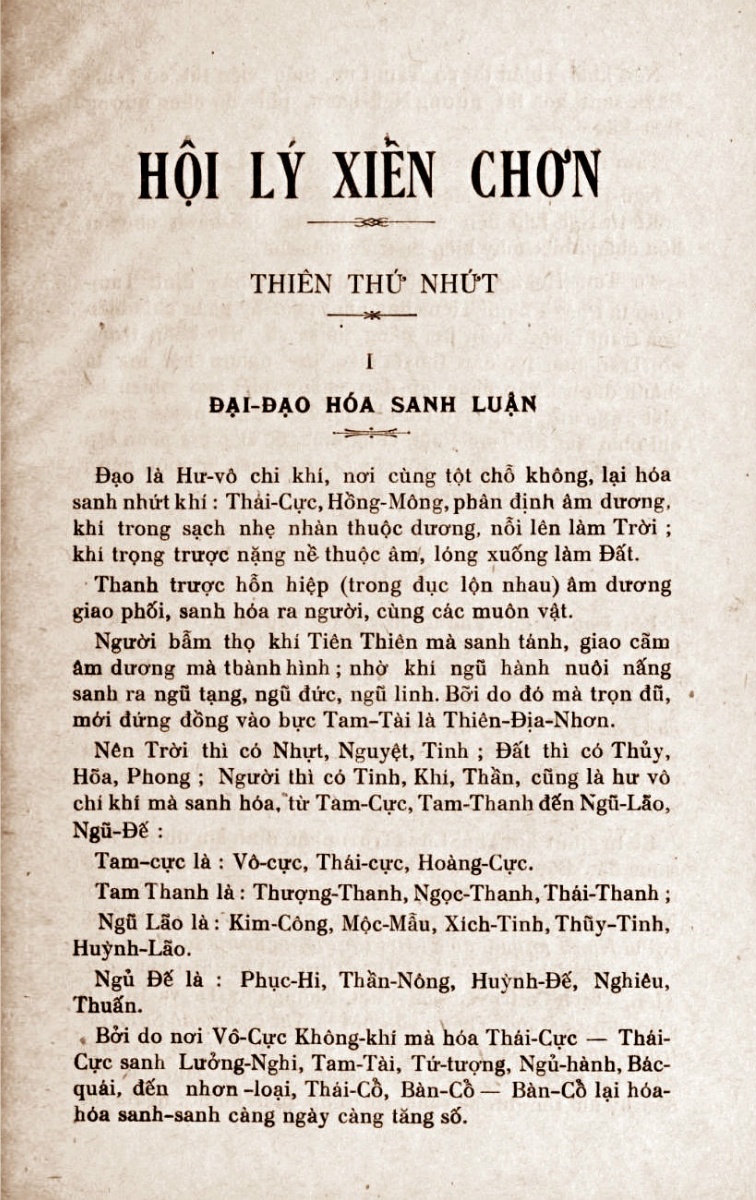 HỘI LÝ XIỀN CHƠN
THIÊN THỨ NHỨT
I
ĐẠI-ĐẠO HÓA SANH LUẬN
Đạo là Hư-vô chi khí, nơi cùng tột chỗ không, lại hóa
sanh nhứt khí : Thái-Cực, Hồng-Mông, phân định âm dương,
khí trong sạch nhẹ nhàn thuộc dương, nỗi lên làm Trời ;
khí trọng trược nặng nề thuộc âm, lóng xuống làm Đất.
Thanh trược hỗn hiệp (trong đục lộn nhau) âm dương
giao phối, sanh hóa ra người, cùng các muôn vật.
Người bẫm thọ khí Tiên Thiên mà sanh tánh, giao cãm
âm dương mà thành hình ; nhờ khí ngũ hành nuôi nấng
sanh ra ngũ tạng, ngũ đức, ngũ linh. Bỡi do đó mà trọn đũ,
mới đứng đồng vào bực Tam-Tài là Thiên-Địa-Nhơn.
Nên Trời thì có Nhựt, Nguyệt, Tinh ; Đất thì có Thủy,
Hõa, Phong ; Người thì có Tinh, Khí, Thần, cũng là hư vô
chí khí mà sanh hóa, từ Tam-Cực, Tam-Thanh đến Ngũ-Lão,
Ngũ-Đế :
Tam-cực là : Vô-cực, Thái-cực, Hoàng-Cực.
Tam Thanh là : Thượng-Thanh, Ngọc-Thanh, Thái-Thanh ;
Ngũ Lão là : Kim-Công, Mộc-Mẫu, Xích-Tinh, Thũy-Tinh,
Huỳnh-Lão.
Ngủ Đế là : Phục-Hi, Thần-Nông, Huỳnh-Đế, Nghiêu,
Thuấn.
Bởi do nơi Vô-Cực Không-khí mà hóa Thái-Cực — Thái-
Cực sanh Lưởng-Nghi, Tam-Tài, Tứ-tượng, Ngủ-hành, Bác-
quái, đến nhơn-loại, Thái-Cồ, Bàn-Cồ — Bàn-Cồ lại hóa-
hóa sanh-sanh càng ngày càng tăng số.